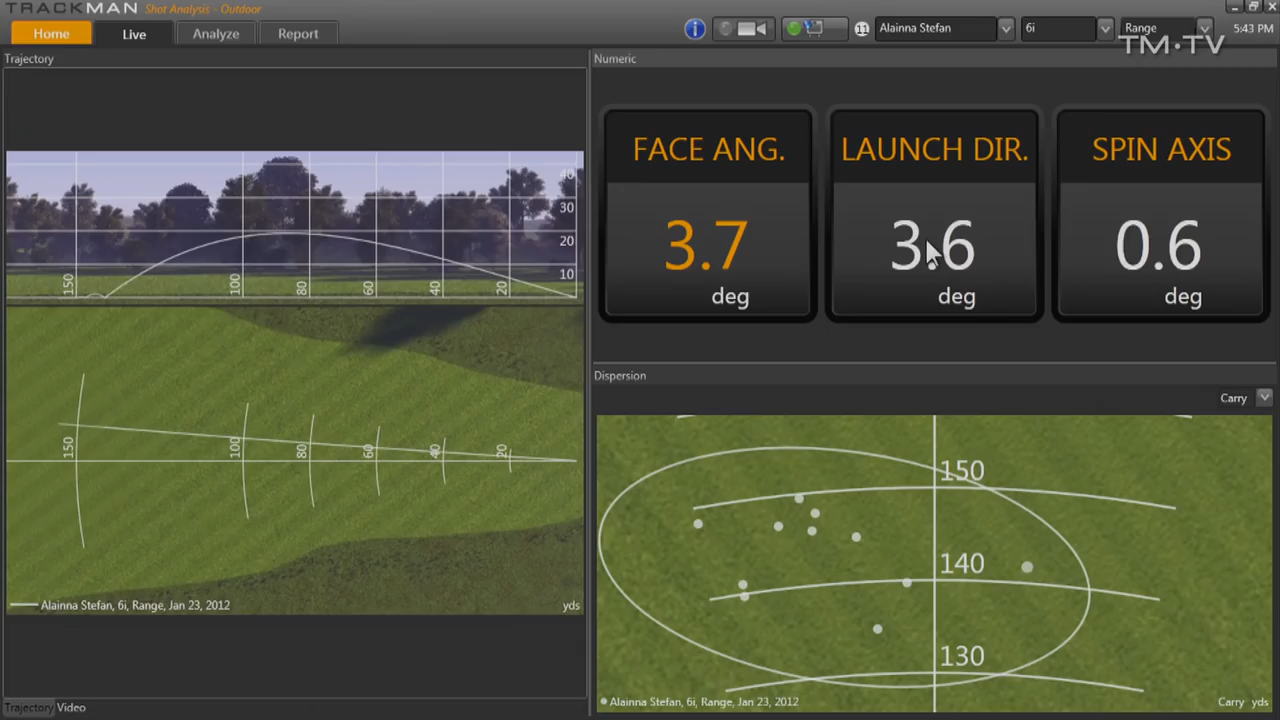 TRACKMAN Shot Analysis - Outdoor
Home Live Analyze Report
i 11 Alainna Stefan 6i Range 5:43 PM
TM•TV
Trajectory
40
30
20
10
150 100 80 60 40 20
150 100 80 60 40 20
Alainna Stefan, 6i, Range, Jan 23, 2012 yds
Trajectory Video
Numeric
FACE ANG. LAUNCH DIR. SPIN AXIS
3.7 3.6 0.6
deg deg deg
Dispersion
Carry
150
140
130
Alainna Stefan, 6i, Range, Jan 23, 2012 Carry yds